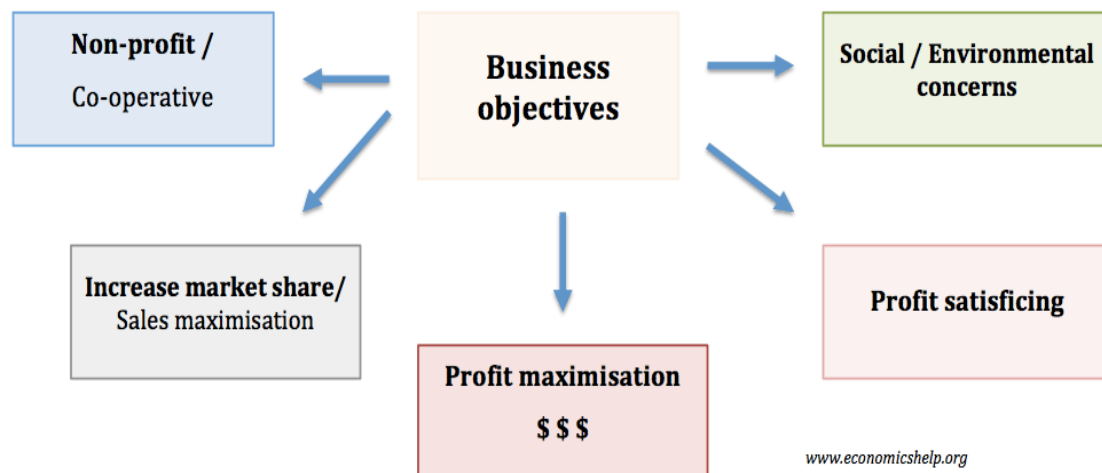 Non-profit /
Co-operative
Business
objectives
Social / Environmental
concerns
Increase market share/
Sales maximisation
Profit maximisation
$ $ $
Profit satisficing
www.economicshelp.org